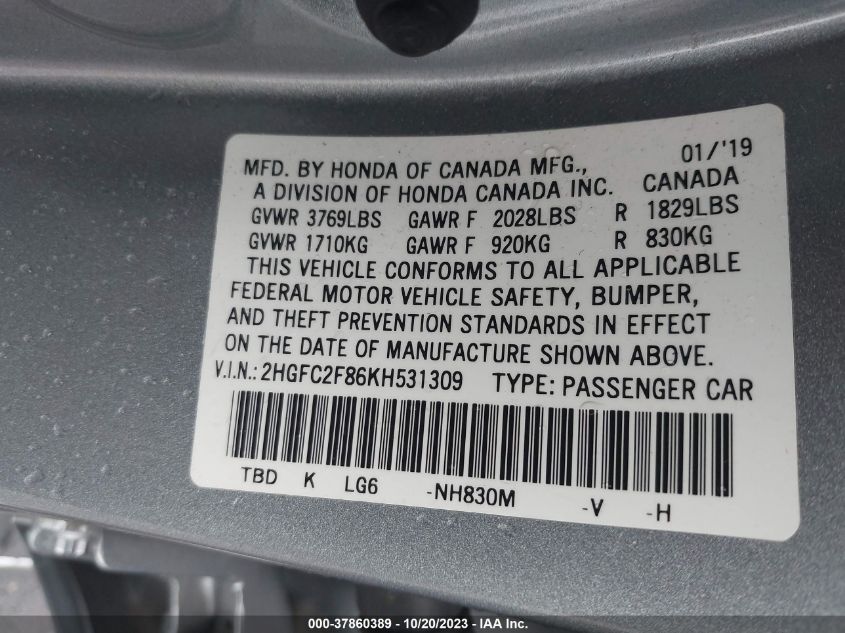 MFD. BY HONDA OF CANADA MFG., 01/'19
A DIVISION OF HONDA CANADA INC. CANADA
GVWR 3769LBS GAWR F 2028LBS R 1829LBS
GVWR 1710KG GAWR F 920KG R 830KG
THIS VEHICLE CONFORMS TO ALL APPLICABLE
FEDERAL MOTOR VEHICLE SAFETY, BUMPER,
AND THEFT PREVENTION STANDARDS IN EFFECT
ON THE DATE OF MANUFACTURE SHOWN ABOVE.
V.I.N.: 2HGFC2F86KH531309 TYPE: PASSENGER CAR
TBD K LG6 -NH830M -V -H
000-37860389 | 10/20/2023 - IAA Inc.